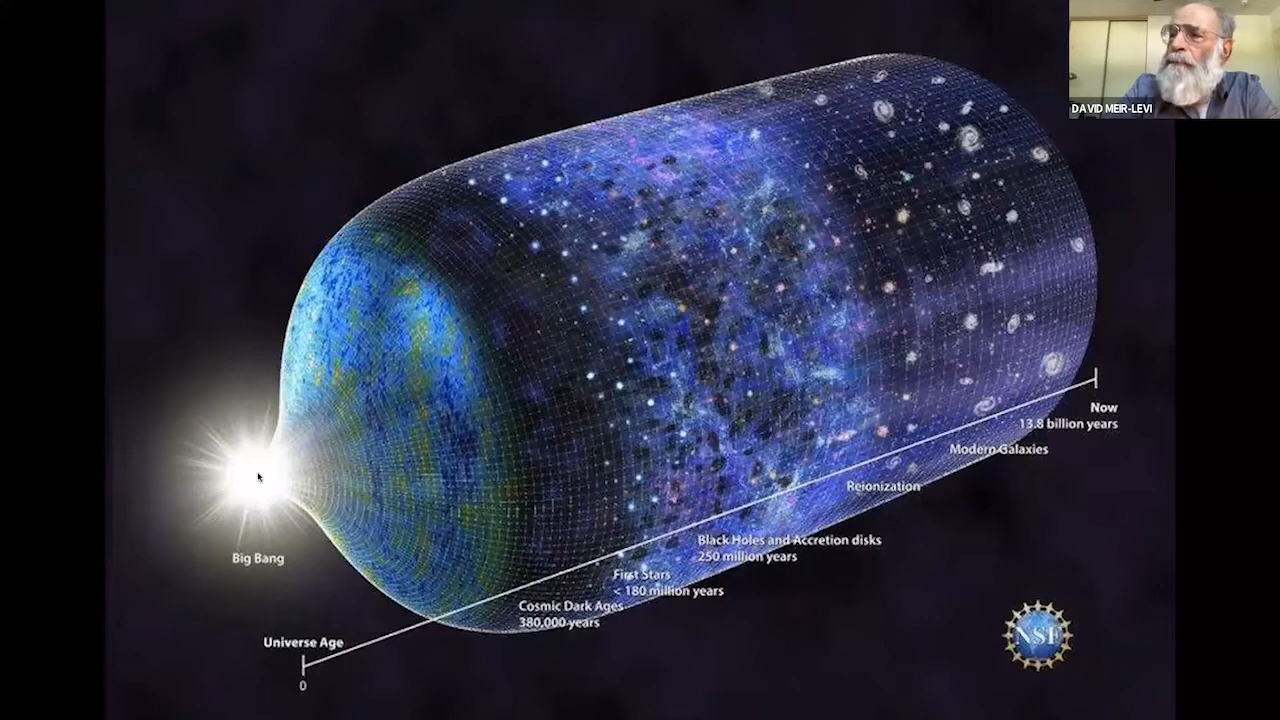 DAVID MEIR-LEVI
Now
13.8 billion years
Modern Galaxies
Reionization
Black Holes and Accretion disks
250 million years
First Stars
< 180 million years
Cosmic Dark Ages
380,000 years
Big Bang
Universe Age
0
NSF